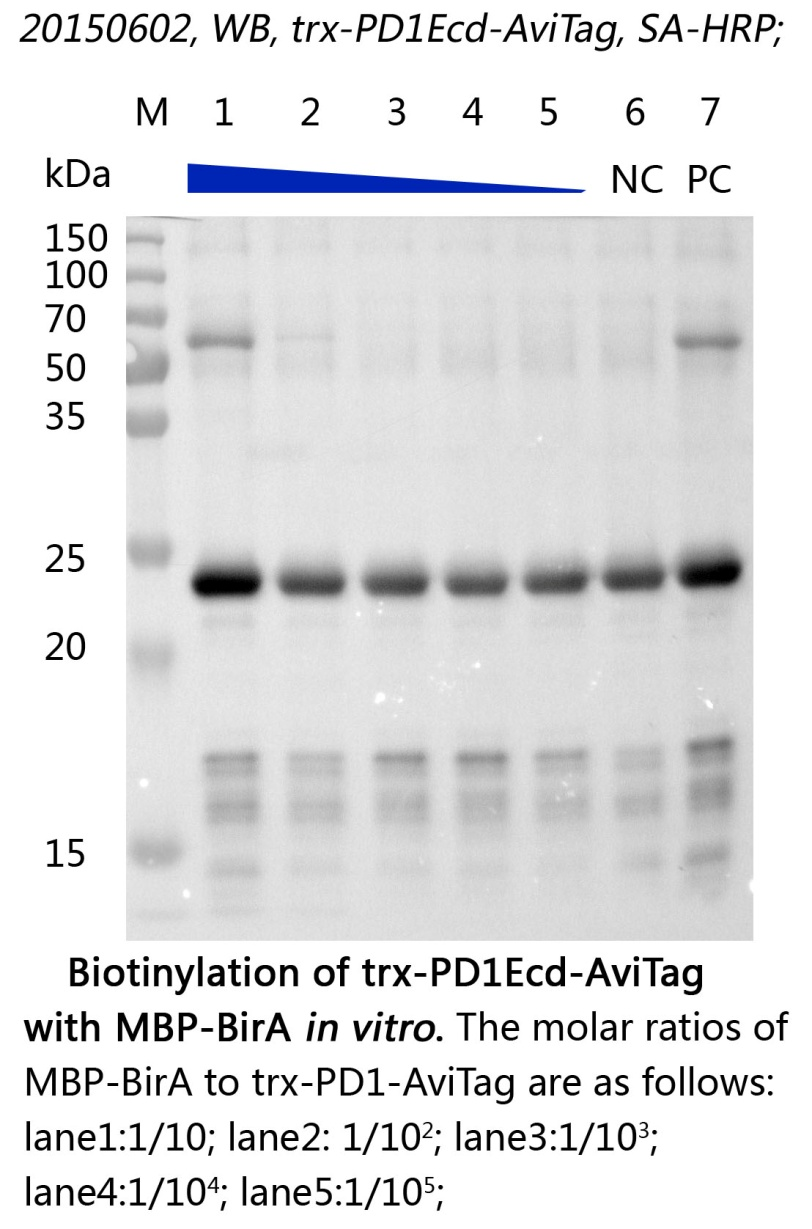 20150602, WB, trx-PD1Ecd-AviTag, SA-HRP;
M 1 2 3 4 5 6 7
kDa NC PC
150
100
70
50
35
25
20
15
Biotinylation of trx-PD1Ecd-AviTag
with MBP-BirA in vitro. The molar ratios of
MBP-BirA to trx-PD1-AviTag are as follows:
lane1:1/10; lane2: 1/10²; lane3:1/10³;
lane4:1/10⁴; lane5:1/10⁵;